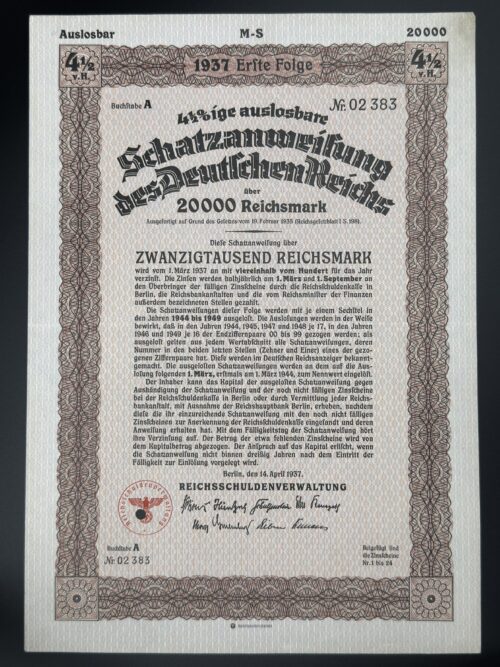 Auslosbar M-S 20000
4½ v.H. 1937 Erste Folge 4½ v.H.
Buchstabe A Nr. 02 383
4½%ige auslosbare
Schatzanweisung
des Deutschen Reichs
über
20000 Reichsmark
Ausgefertigt auf Grund des Gesetzes vom 19. Februar 1935 (Reichsgesetzblatt I S. 198).
Diese Schatzanweisung über
ZWANZIGTAUSEND REICHSMARK
wird vom 1. März 1937 an mit viereinhalb vom Hundert für das Jahr
verzinst. Die Zinsen werden halbjährlich am 1. März und 1. September an
den Überbringer der fälligen Zinsscheine durch die Reichsschuldenkasse in
Berlin, die Reichsbankanstalten und die vom Reichsminister der Finanzen
außerdem bezeichneten Stellen gezahlt.
Die Schatzanweisungen dieser Folge werden mit je einem Sechstel in
den Jahren 1944 bis 1949 ausgelost. Die Auslosungen werden in der Weise
bewirkt, daß in den Jahren 1944, 1945, 1947 und 1948 je 17, in den Jahren
1946 und 1949 je 16 der Endziffernpaare 00 bis 99 gezogen werden; als
ausgelost gelten aus jedem Wertabschnitt alle Schatzanweisungen, deren
Nummer in den beiden letzten Stellen (Zehner und Einer) eines der gezo-
genen Ziffernpaare hat. Diese werden im Deutschen Reichsanzeiger bekannt-
gemacht. Die ausgelosten Schatzanweisungen werden an dem auf die Aus-
losung folgenden 1. März, erstmals am 1. März 1944, zum Nennwert eingelöst.
Der Inhaber kann das Kapital der ausgelosten Schatzanweisung gegen
Aushändigung der Schatzanweisung und der noch nicht fälligen Zinsscheine
bei der Reichsschuldenkasse in Berlin oder durch Vermittlung jeder Reichs-
bankanstalt, mit Ausnahme der Reichshauptbank Berlin, erheben, nachdem
diese die ihr einzureichende Schatzanweisung mit den noch nicht fälligen
Zinsscheinen zur Anerkennung der Reichsschuldenkasse eingesandt und deren
Anweisung erhalten hat. Mit dem Fälligkeitstag der Schatzanweisung hört
ihre Verzinsung auf. Der Betrag der etwa fehlenden Zinsscheine wird von
dem Kapitalbetrag abgezogen. Der Anspruch auf das Kapital erlischt, wenn
die Schatzanweisung nicht binnen dreißig Jahren nach dem Eintritt der
Fälligkeit zur Einlösung vorgelegt wird.
Berlin, den 14. April 1937.
REICHSSCHULDENVERWALTUNG
Reichsschuldenverwaltung
Buchstabe A
Nr. 02 383
Beigefügt sind
die Zinsscheine
Nr. 1 bis 24